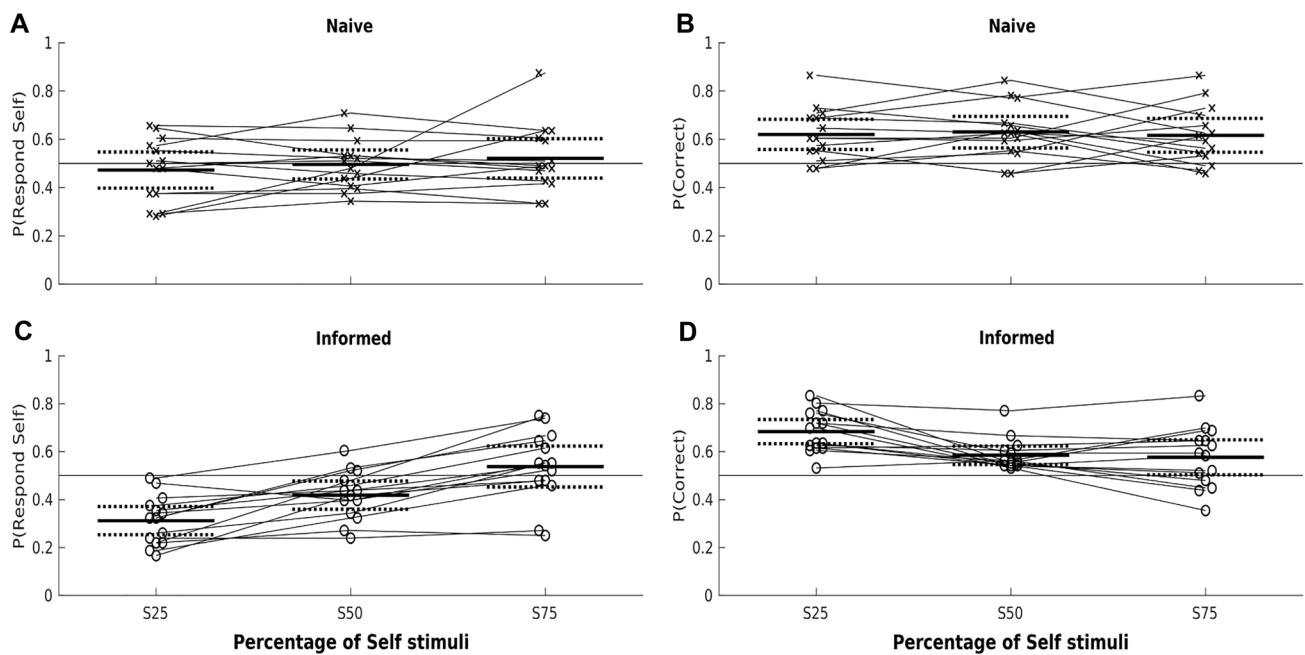 A
Naive
1
0.8
0.6
0.4
0.2
0
P(Respond Self)
B
Naive
1
0.8
0.6
0.4
0.2
0
P(Correct)
C
Informed
1
0.8
0.6
0.4
0.2
0
P(Respond Self)
S25 S50 S75
Percentage of Self stimuli
D
Informed
1
0.8
0.6
0.4
0.2
0
P(Correct)
S25 S50 S75
Percentage of Self stimuli